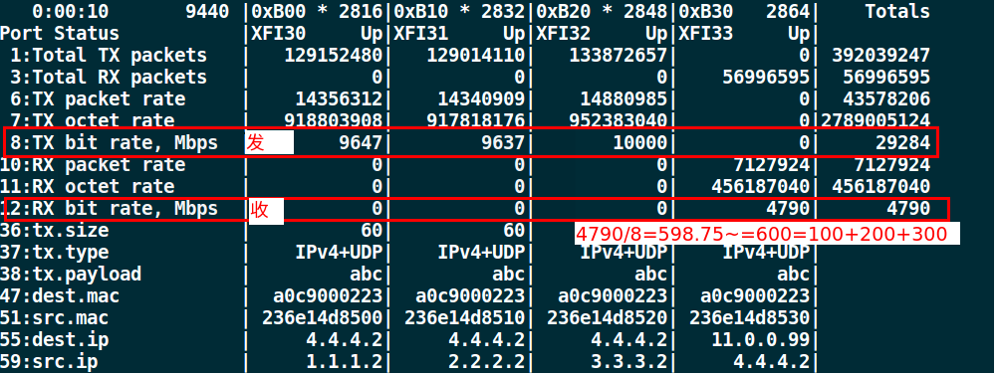 0:00:10 9440 |0xB00 * 2816|0xB10 * 2832|0xB20 * 2848|0xB30 2864| Totals
Port Status |XFI30 Up|XFI31 Up|XFI32 Up|XFI33 Up|
1:Total TX packets | 129152480| 129014110| 133872657| 0| 392039247
3:Total RX packets | 0| 0| 0| 56996595| 56996595
6:TX packet rate | 14356312| 14340909| 14880985| 0| 43578206
7:TX octet rate | 918803908| 917818176| 952383040| 0|2789005124
8:TX bit rate, Mbps 发 9647| 9637| 10000| 0| 29284
10:RX packet rate | 0| 0| 0| 7127924| 7127924
11:RX octet rate | 0| 0| 0| 456187040| 456187040
12:RX bit rate, Mbps 收 0| 0| 0| 4790| 4790
36:tx.size | 60| 60|
4790/8=598.75~=600=100+200+300
37:tx.type | IPv4+UDP| IPv4+UDP| IPv4+UDP| IPv4+UDP|
38:tx.payload | abc| abc| abc| abc|
47:dest.mac | a0c9000223| a0c9000223| a0c9000223| a0c9000223|
51:src.mac | 236e14d8500| 236e14d8510| 236e14d8520| 236e14d8530|
55:dest.ip | 4.4.4.2| 4.4.4.2| 4.4.4.2| 11.0.0.99|
59:src.ip | 1.1.1.2| 2.2.2.2| 3.3.3.2| 4.4.4.2|